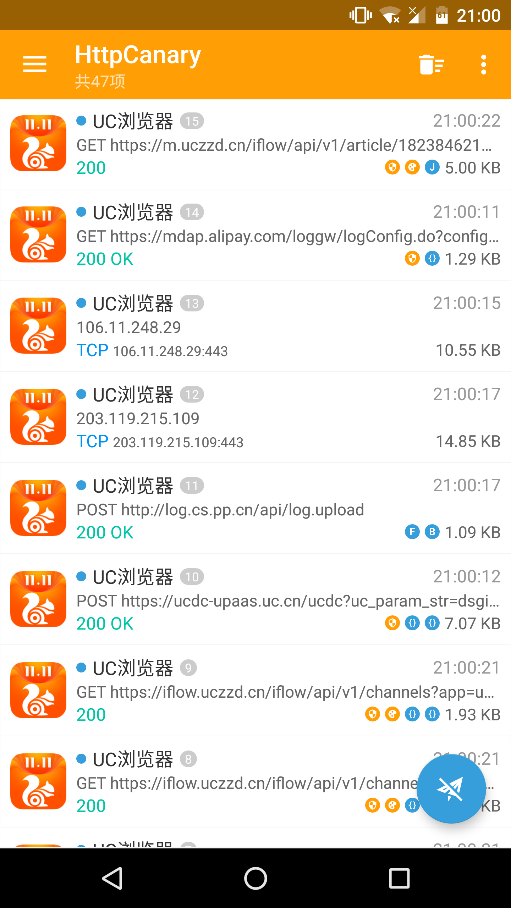 21:00
HttpCanary
共47项
11.11
UC浏览器 15 21:00:22
GET https://m.uczzd.cn/iflow/api/v1/article/182384621...
200 J 5.00 KB
11.11
UC浏览器 14 21:00:11
GET https://mdap.alipay.com/loggw/logConfig.do?config...
200 OK {} 1.29 KB
11.11
UC浏览器 13 21:00:15
106.11.248.29
TCP 106.11.248.29:443 10.55 KB
11.11
UC浏览器 12 21:00:17
203.119.215.109
TCP 203.119.215.109:443 14.85 KB
11.11
UC浏览器 11 21:00:17
POST http://log.cs.pp.cn/api/log.upload
200 OK F B 1.09 KB
11.11
UC浏览器 10 21:00:12
POST https://ucdc-upaas.uc.cn/ucdc?uc_param_str=dsgi...
200 OK {} {} 7.07 KB
11.11
UC浏览器 9 21:00:21
GET https://iflow.uczzd.cn/iflow/api/v1/channels?app=u...
200 {} {} 1.93 KB
11.11
UC浏览器 8 21:00:21
GET https://iflow.uczzd.cn/iflow/api/v1/channe
200 KB